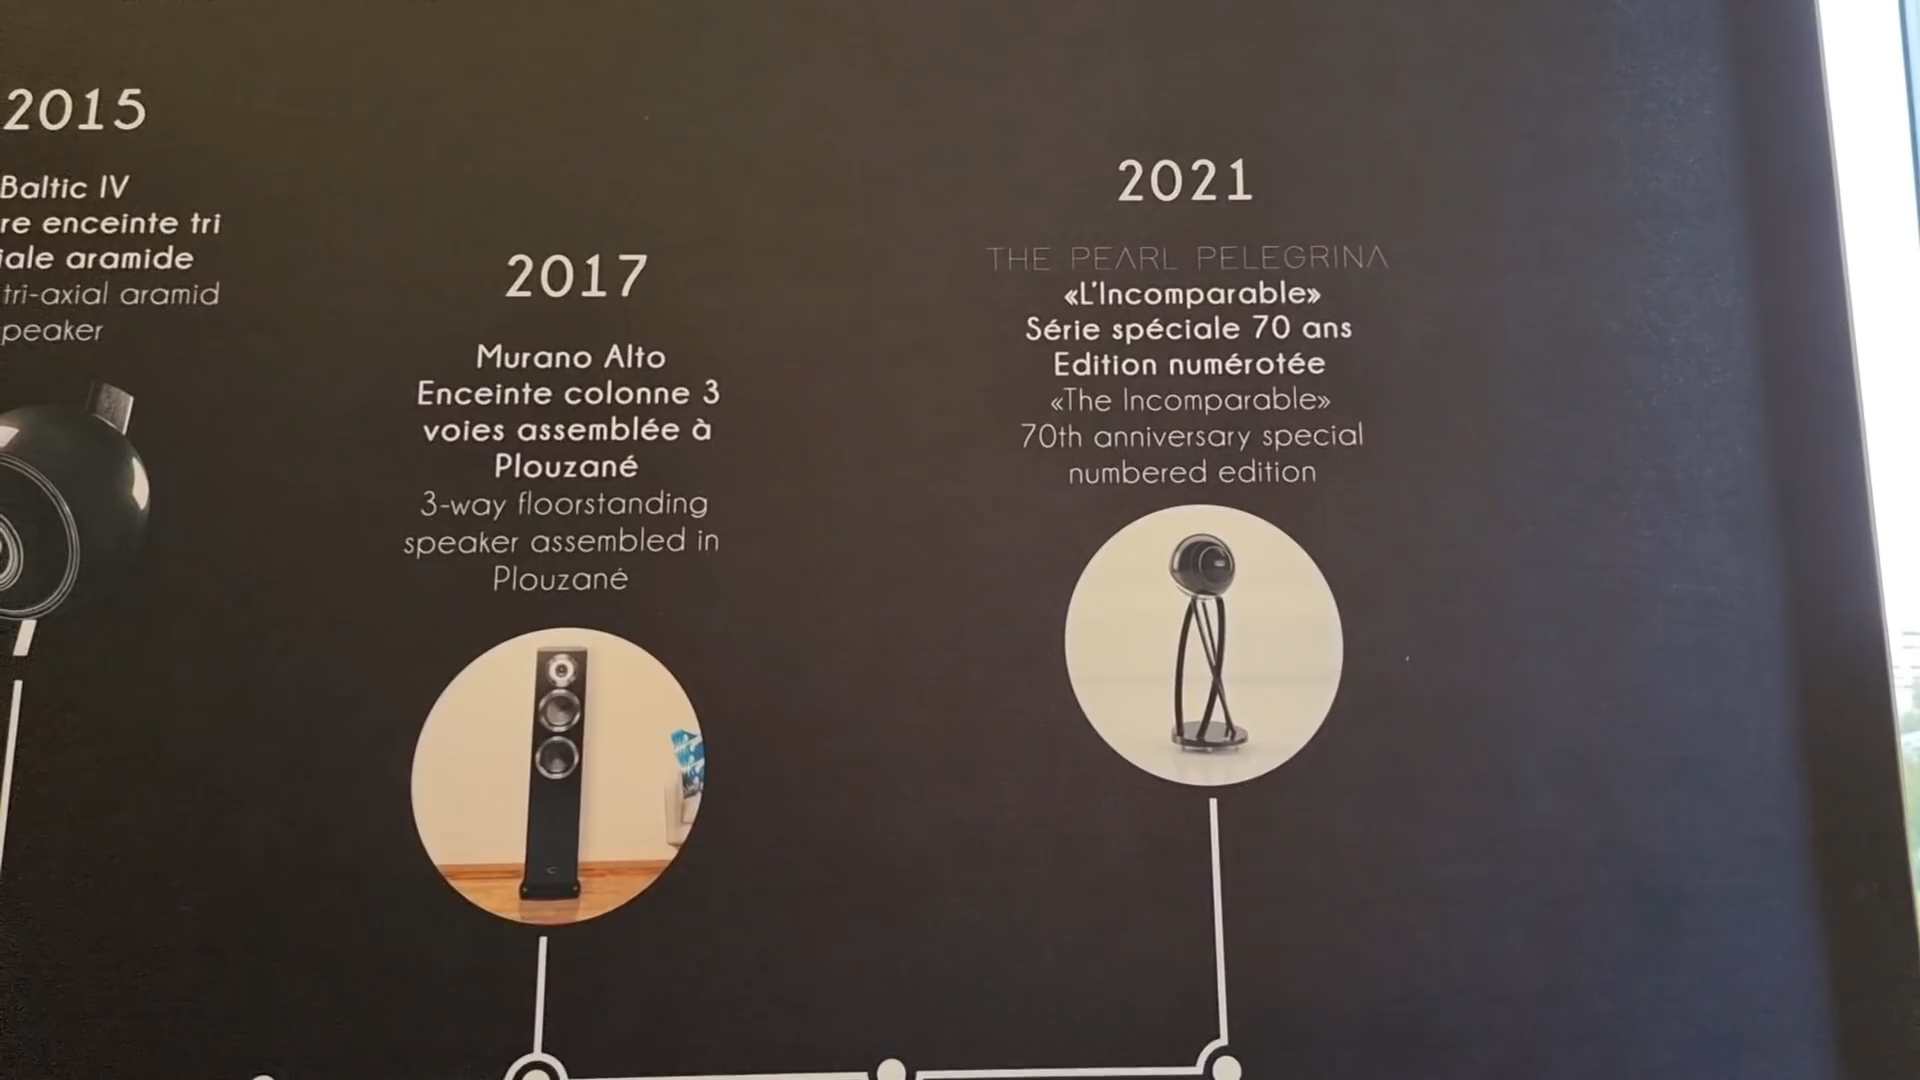 2015
Baltic IV
re enceinte tri
iale aramide
tri-axial aramid
peaker
2017
Murano Alto
Enceinte colonne 3
voies assemblée à
Plouzané
3-way floorstanding
speaker assembled in
Plouzané
2021
THE PEARL PELEGRINA
«L'Incomparable»
Série spéciale 70 ans
Edition numérotée
«The Incomparable»
70th anniversary special
numbered edition